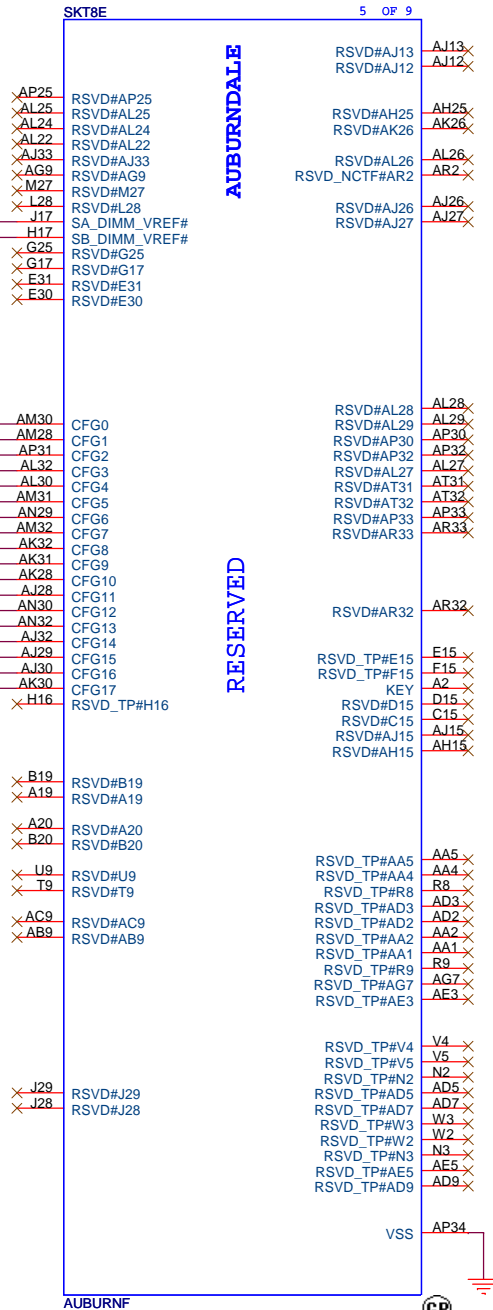 SKT8E
5 OF 9
AUBURNDALE
RESERVED
AP25 RSVD#AP25
AL25 RSVD#AL25
AL24 RSVD#AL24
AL22 RSVD#AL22
AJ33 RSVD#AJ33
AG9 RSVD#AG9
M27 RSVD#M27
L28 RSVD#L28
J17 SA_DIMM_VREF#
H17 SB_DIMM_VREF#
G25 RSVD#G25
G17 RSVD#G17
E31 RSVD#E31
E30 RSVD#E30
AM30 CFG0
AM28 CFG1
AP31 CFG2
AL32 CFG3
AL30 CFG4
AM31 CFG5
AN29 CFG6
AM32 CFG7
AK32 CFG8
AK31 CFG9
AK28 CFG10
AJ28 CFG11
AN30 CFG12
AN32 CFG13
AJ32 CFG14
AJ29 CFG15
AJ30 CFG16
AK30 CFG17
H16 RSVD_TP#H16
B19 RSVD#B19
A19 RSVD#A19
A20 RSVD#A20
B20 RSVD#B20
U9 RSVD#U9
T9 RSVD#T9
AC9 RSVD#AC9
AB9 RSVD#AB9
J29 RSVD#J29
J28 RSVD#J28
RSVD#AJ13 AJ13
RSVD#AJ12 AJ12
RSVD#AH25 AH25
RSVD#AK26 AK26
RSVD#AL26 AL26
RSVD_NCTF#AR2 AR2
RSVD#AJ26 AJ26
RSVD#AJ27 AJ27
RSVD#AL28 AL28
RSVD#AL29 AL29
RSVD#AP30 AP30
RSVD#AP32 AP32
RSVD#AL27 AL27
RSVD#AT31 AT31
RSVD#AT32 AT32
RSVD#AP33 AP33
RSVD#AR33 AR33
RSVD#AR32 AR32
RSVD_TP#E15 E15
RSVD_TP#F15 F15
KEY A2
RSVD#D15 D15
RSVD#C15 C15
RSVD#AJ15 AJ15
RSVD#AH15 AH15
RSVD_TP#AA5 AA5
RSVD_TP#AA4 AA4
RSVD_TP#R8 R8
RSVD_TP#AD3 AD3
RSVD_TP#AD2 AD2
RSVD_TP#AA2 AA2
RSVD_TP#AA1 AA1
RSVD_TP#R9 R9
RSVD_TP#AG7 AG7
RSVD_TP#AE3 AE3
RSVD_TP#V4 V4
RSVD_TP#V5 V5
RSVD_TP#N2 N2
RSVD_TP#AD5 AD5
RSVD_TP#AD7 AD7
RSVD_TP#W3 W3
RSVD_TP#W2 W2
RSVD_TP#N3 N3
RSVD_TP#AE5 AE5
RSVD_TP#AD9 AD9
VSS AP34
AUBURNF